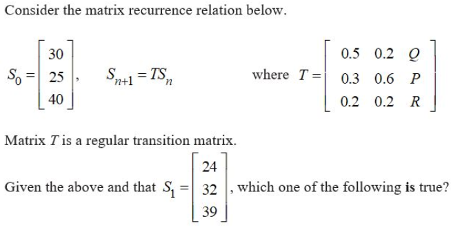 Consider the matrix recurrence relation below.
S₀ = [30 25 40], Sₙ₊₁ = TSₙ where T = [0.5 0.2 Q
0.3 0.6 P
0.2 0.2 R]
Matrix T is a regular transition matrix.
Given the above and that S₁ = [24 32 39], which one of the following is true?